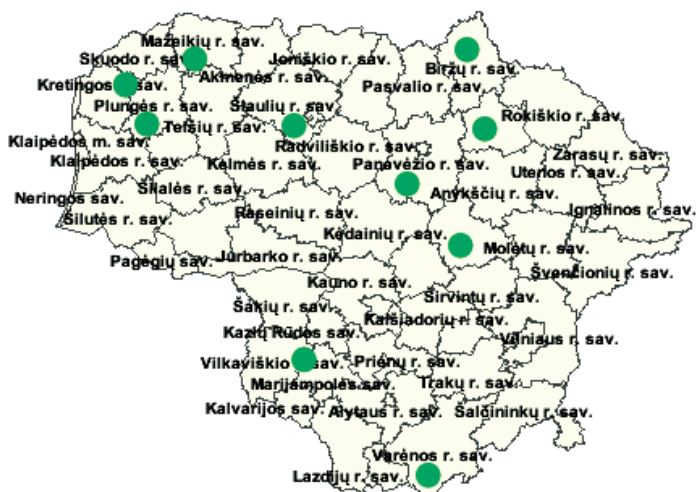 Mažeikių r. sav.
Skuodo r. sav.
Joniškio r. sav.
Biržų r. sav.
Akmenės r. sav.
Kretingos sav.
Pasvalio r. sav.
Plungės r. sav.
Šiaulių r. sav.
Rokiškio r. sav.
Telšių r. sav.
Klaipėdos m. sav.
Radviliškio r. sav.
Zarasų r. sav.
Klaipėdos r. sav.
Kelmės r. sav.
Panevėžio r. sav.
Utenos r. sav.
Šilalės r. sav.
Anykščių r. sav.
Neringos sav.
Raseinių r. sav.
Ignalinos r. sav.
Šilutės r. sav.
Kėdainių r. sav.
Molėtų r. sav.
Pagėgių sav.
Jurbarko r. sav.
Švenčionių r. sav.
Kauno r. sav.
Širvintų r. sav.
Šakių r. sav.
Kaišiadorių r. sav.
Kazlų Rūdos sav.
Vilniaus r. sav.
Vilkaviškio sav.
Prienų r. sav.
Marijampolės sav.
Trakų r. sav.
Kalvarijos sav.
Alytaus r. sav.
Šalčininkų r. sav.
Varėnos r. sav.
Lazdijų r. sav.